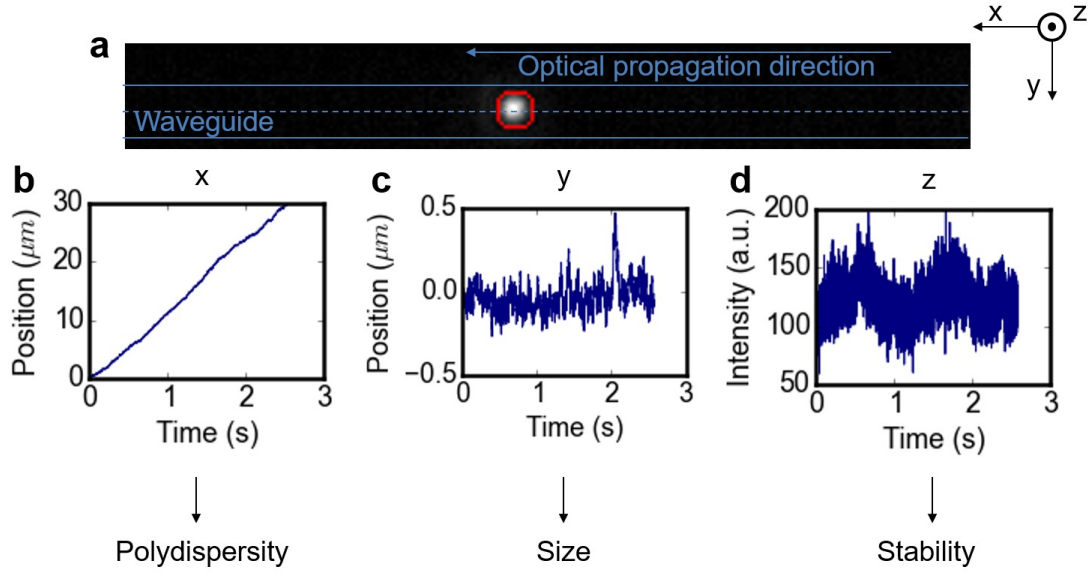 x
z
y
a
Optical propagation direction
Waveguide
b
x
30
20
10
0
Position (μm)
0
1
2
3
Time (s)
Polydispersity
c
y
0.5
0.0
−0.5
Position (μm)
0
1
2
3
Time (s)
Size
d
z
200
150
100
50
Intensity (a.u.)
0
1
2
3
Time (s)
Stability